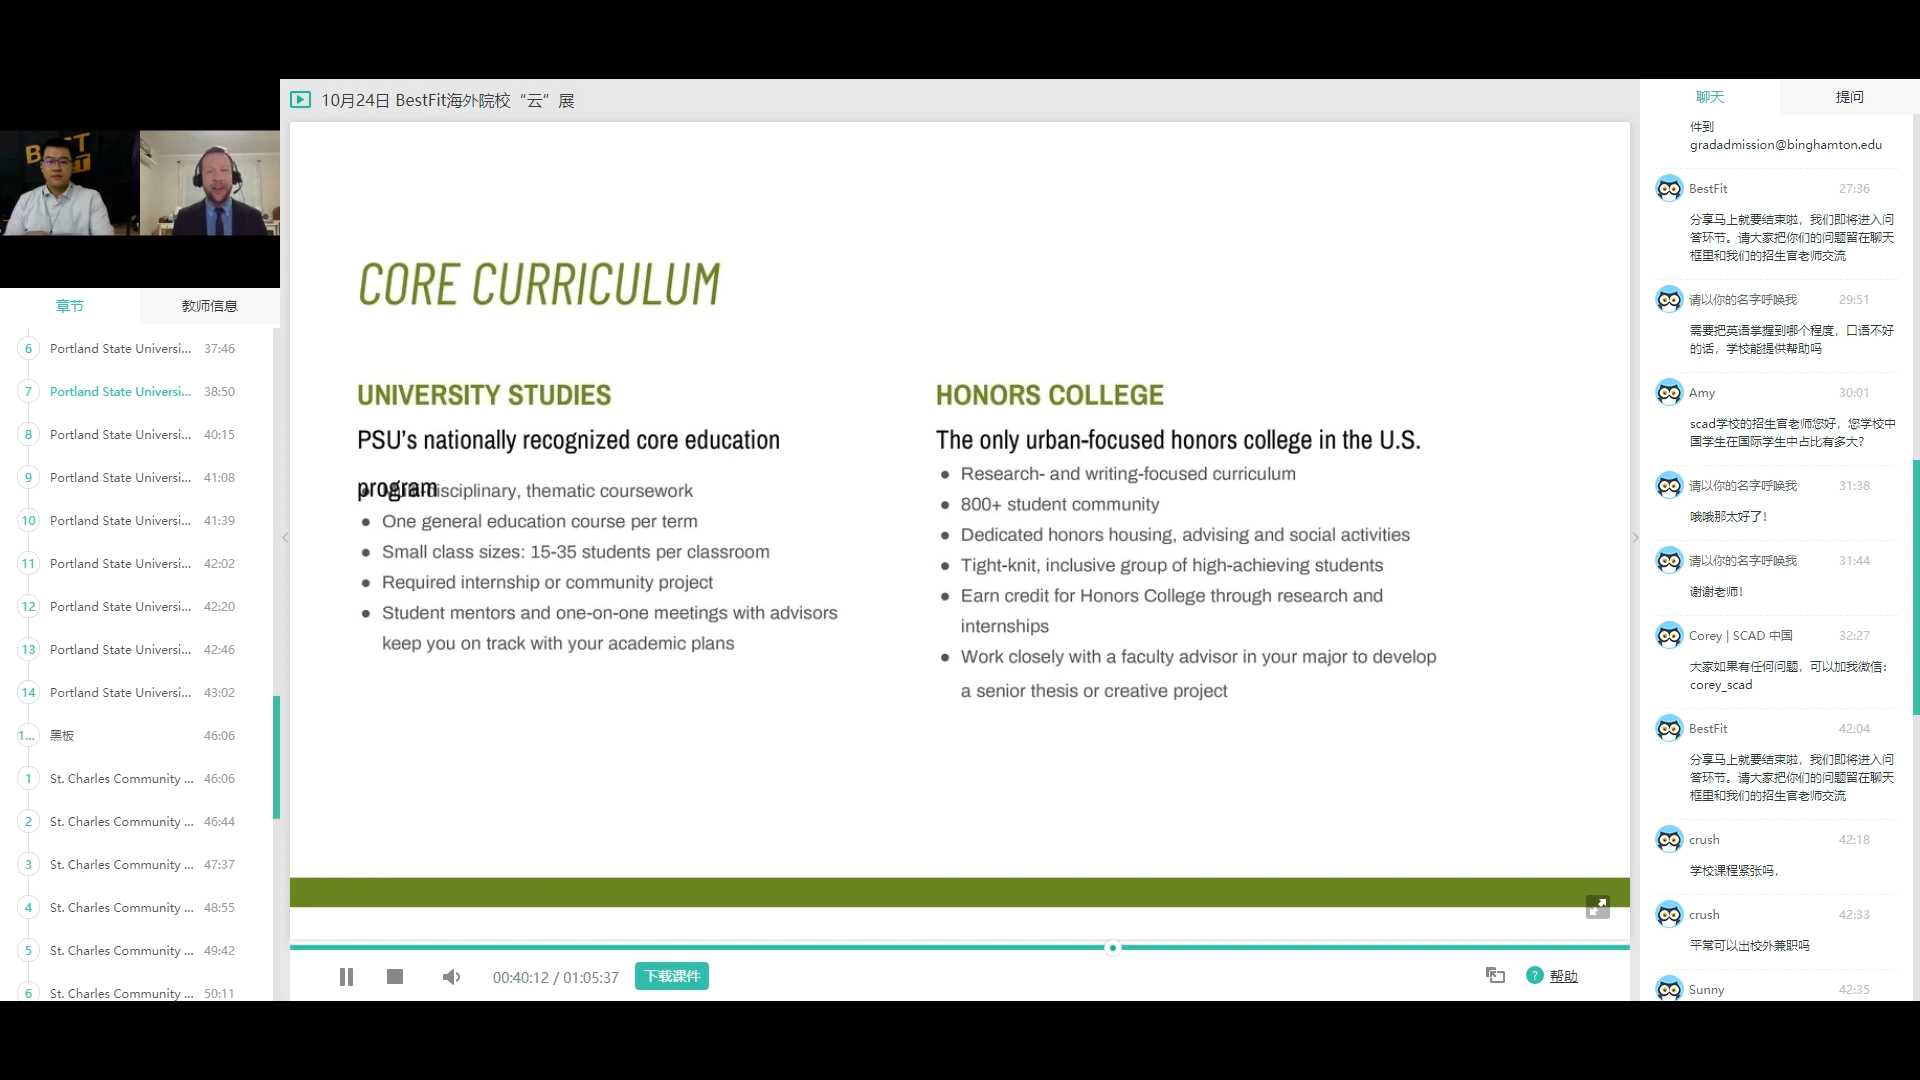 10月24日 BestFit海外院校“云”展
章节
教师信息
6 Portland State Universi... 37:46
7 Portland State Universi... 38:50
8 Portland State Universi... 40:15
9 Portland State Universi... 41:08
10 Portland State Universi... 41:39
11 Portland State Universi... 42:02
12 Portland State Universi... 42:20
13 Portland State Universi... 42:46
14 Portland State Universi... 43:02
1... 黑板 46:06
1 St. Charles Community ... 46:06
2 St. Charles Community ... 46:44
3 St. Charles Community ... 47:37
4 St. Charles Community ... 48:55
5 St. Charles Community ... 49:42
6 St. Charles Community ... 50:11
CORE CURRICULUM
UNIVERSITY STUDIES
PSU’s nationally recognized core education
program
disciplinary, thematic coursework
● One general education course per term
● Small class sizes: 15-35 students per classroom
● Required internship or community project
● Student mentors and one-on-one meetings with advisors
keep you on track with your academic plans
HONORS COLLEGE
The only urban-focused honors college in the U.S.
● Research- and writing-focused curriculum
● 800+ student community
● Dedicated honors housing, advising and social activities
● Tight-knit, inclusive group of high-achieving students
● Earn credit for Honors College through research and
internships
● Work closely with a faculty advisor in your major to develop
a senior thesis or creative project
00:40:12 / 01:05:37
下载课件
? 帮助
聊天
提问
件到
gradadmission@binghamton.edu
BestFit 27:36
分享马上就要结束啦，我们即将进入问
答环节。请大家把你们的问题留在聊天
框里和我们的招生官老师交流
请以你的名字呼唤我 29:51
需要把英语掌握到哪个程度，口语不好
的话，学校能提供帮助吗
Amy 30:01
scad学校的招生官老师您好，您学校中
国学生在国际学生中占比有多大？
请以你的名字呼唤我 31:38
哦哦那太好了！
请以你的名字呼唤我 31:44
谢谢老师！
Corey | SCAD 中国 32:27
大家如果有任何问题，可以加我微信：
corey_scad
BestFit 42:04
分享马上就要结束啦，我们即将进入问
答环节。请大家把你们的问题留在聊天
框里和我们的招生官老师交流
crush 42:18
学校课程紧张吗，
crush 42:33
平常可以出校外兼职吗
Sunny 42:35